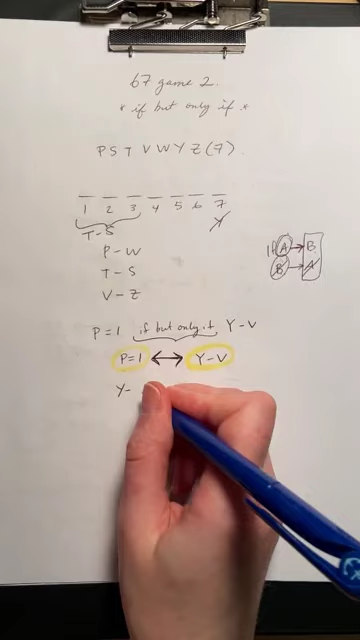 67 game 2.
* if but only if *
P S T V W Y Z (7).
1 2 3 4 5 6 7
Y
T - S
P - W
T - S
V - Z
If A → B
B → A
P = 1 if but only if Y - V
P = 1 ↔ Y - V
Y -